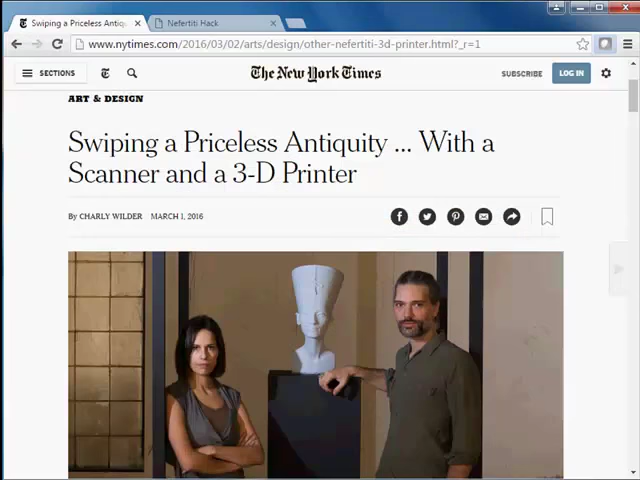 Swiping a Priceless Antiqu
Nefertiti Hack
www.nytimes.com/2016/03/02/arts/design/other-nefertiti-3d-printer.html?_r=1
SECTIONS
The New York Times
SUBSCRIBE
LOG IN
ART & DESIGN
Swiping a Priceless Antiquity ... With a
Scanner and a 3-D Printer
By CHARLY WILDER MARCH 1, 2016